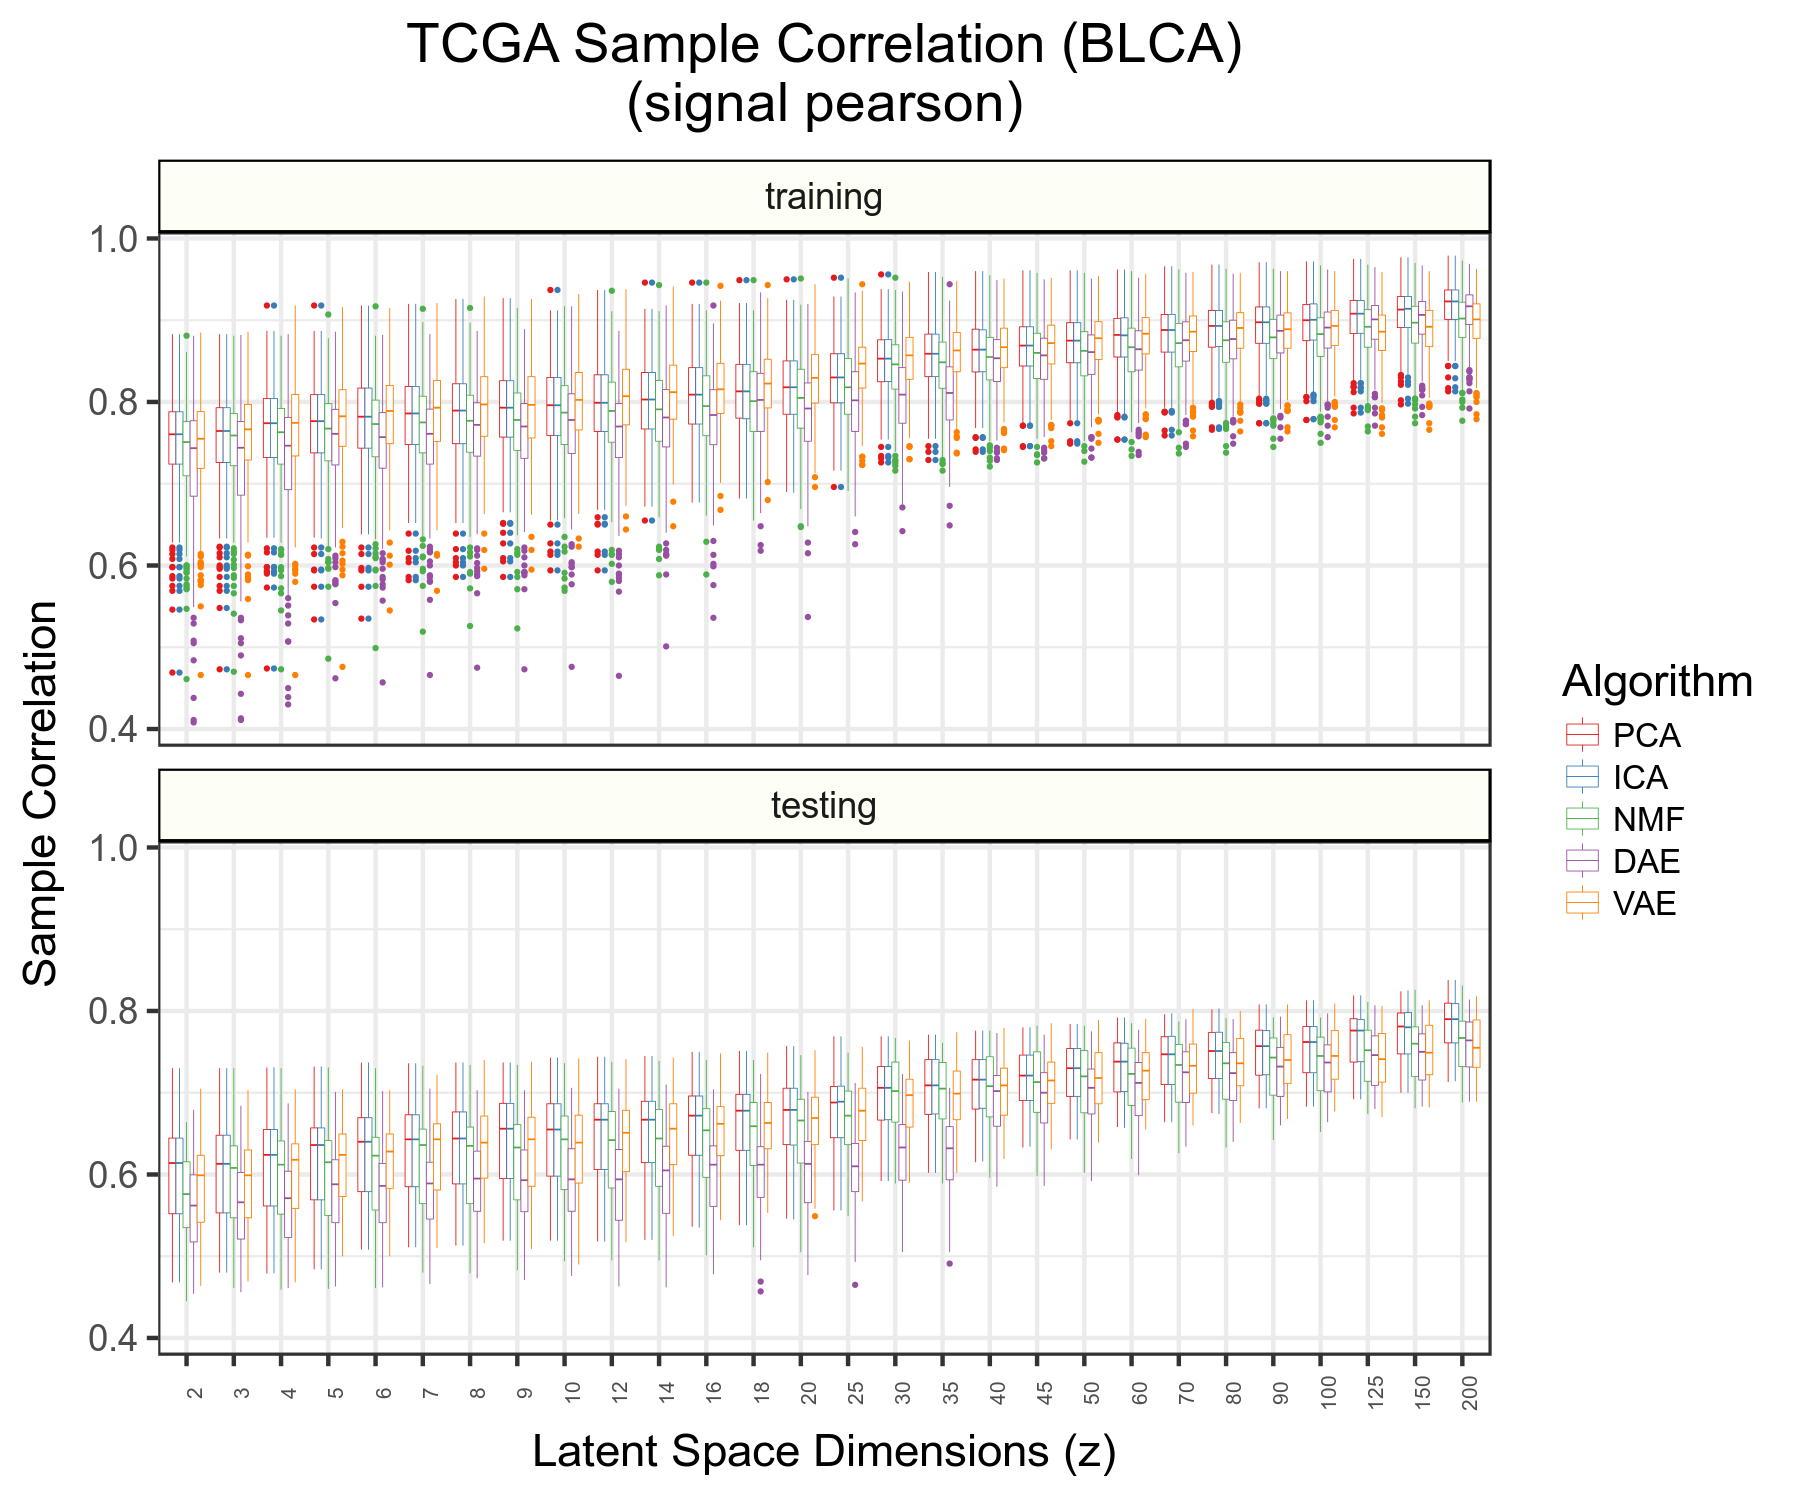 TCGA Sample Correlation (BLCA)
(signal pearson)
training
1.0
0.8
0.6
0.4
testing
1.0
0.8
0.6
0.4
Sample Correlation
2 3 4 5 6 7 8 9 10 12 14 16 18 20 25 30 35 40 45 50 60 70 80 90 100 125 150 200
Latent Space Dimensions (z)
Algorithm
PCA
ICA
NMF
DAE
VAE